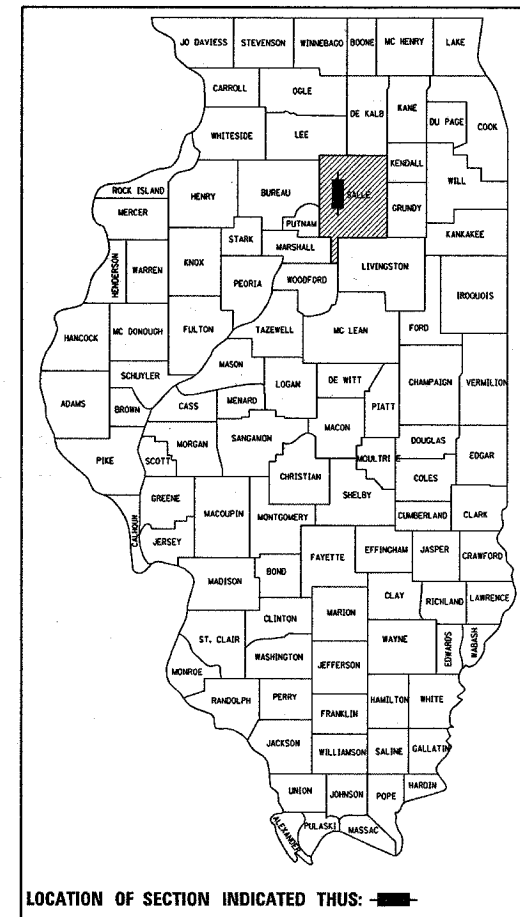 JO DAVIESS STEVENSON WINNEBAGO BOONE MC HENRY LAKE
CARROLL OGLE DE KALB KANE DU PAGE COOK
WHITESIDE LEE KENDALL WILL
ROCK ISLAND HENRY BUREAU SALLE GRUNDY
MERCER PUTNAM KANKAKEE
STARK MARSHALL
HENDERSON WARREN KNOX PEORIA WOODFORD LIVINGSTON IROQUOIS
HANCOCK MC DONOUGH FULTON TAZEWELL MC LEAN FORD
SCHUYLER MASON LOGAN DE WITT CHAMPAIGN VERMILION
ADAMS BROWN CASS MENARD PIATT
MACON
PIKE SCOTT MORGAN SANGAMON MOULTRIE DOUGLAS EDGAR
CHRISTIAN COLES
GREENE MACOUPIN SHELBY CUMBERLAND CLARK
CALHOUN JERSEY MONTGOMERY
FAYETTE EFFINGHAM JASPER CRAWFORD
MADISON BOND
CLAY RICHLAND LAWRENCE
CLINTON MARION
ST. CLAIR WAYNE EDWARDS WABASH
MONROE WASHINGTON JEFFERSON
RANDOLPH PERRY HAMILTON WHITE
FRANKLIN
JACKSON WILLIAMSON SALINE GALLATIN
UNION JOHNSON POPE HARDIN
ALEXANDER PULASKI MASSAC
LOCATION OF SECTION INDICATED THUS: